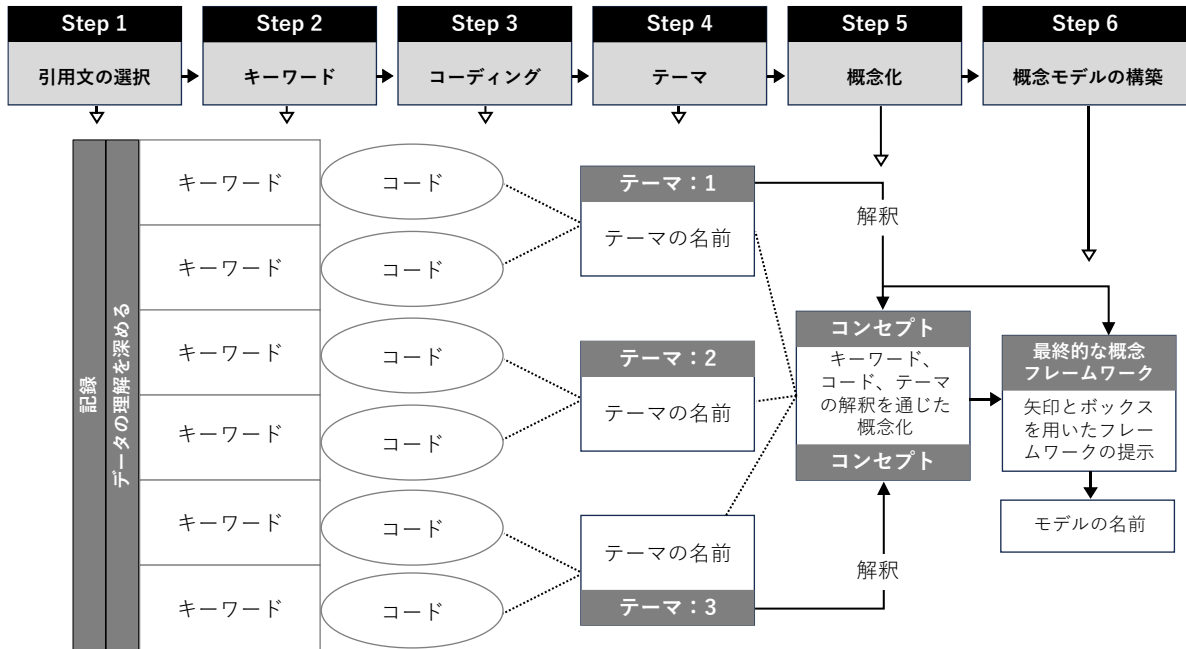 Step 1
Step 2
Step 3
Step 4
Step 5
Step 6
引用文の選択
キーワード
コーディング
テーマ
概念化
概念モデルの構築
記録
データの理解を深める
キーワード
キーワード
キーワード
キーワード
キーワード
キーワード
コード
コード
コード
コード
コード
コード
テーマ：1
テーマの名前
テーマ：2
テーマの名前
テーマの名前
テーマ：3
解釈
コンセプト
キーワード、
コード、テーマ
の解釈を通じた
概念化
コンセプト
解釈
最終的な概念
フレームワーク
矢印とボックス
を用いたフレー
ムワークの提示
モデルの名前